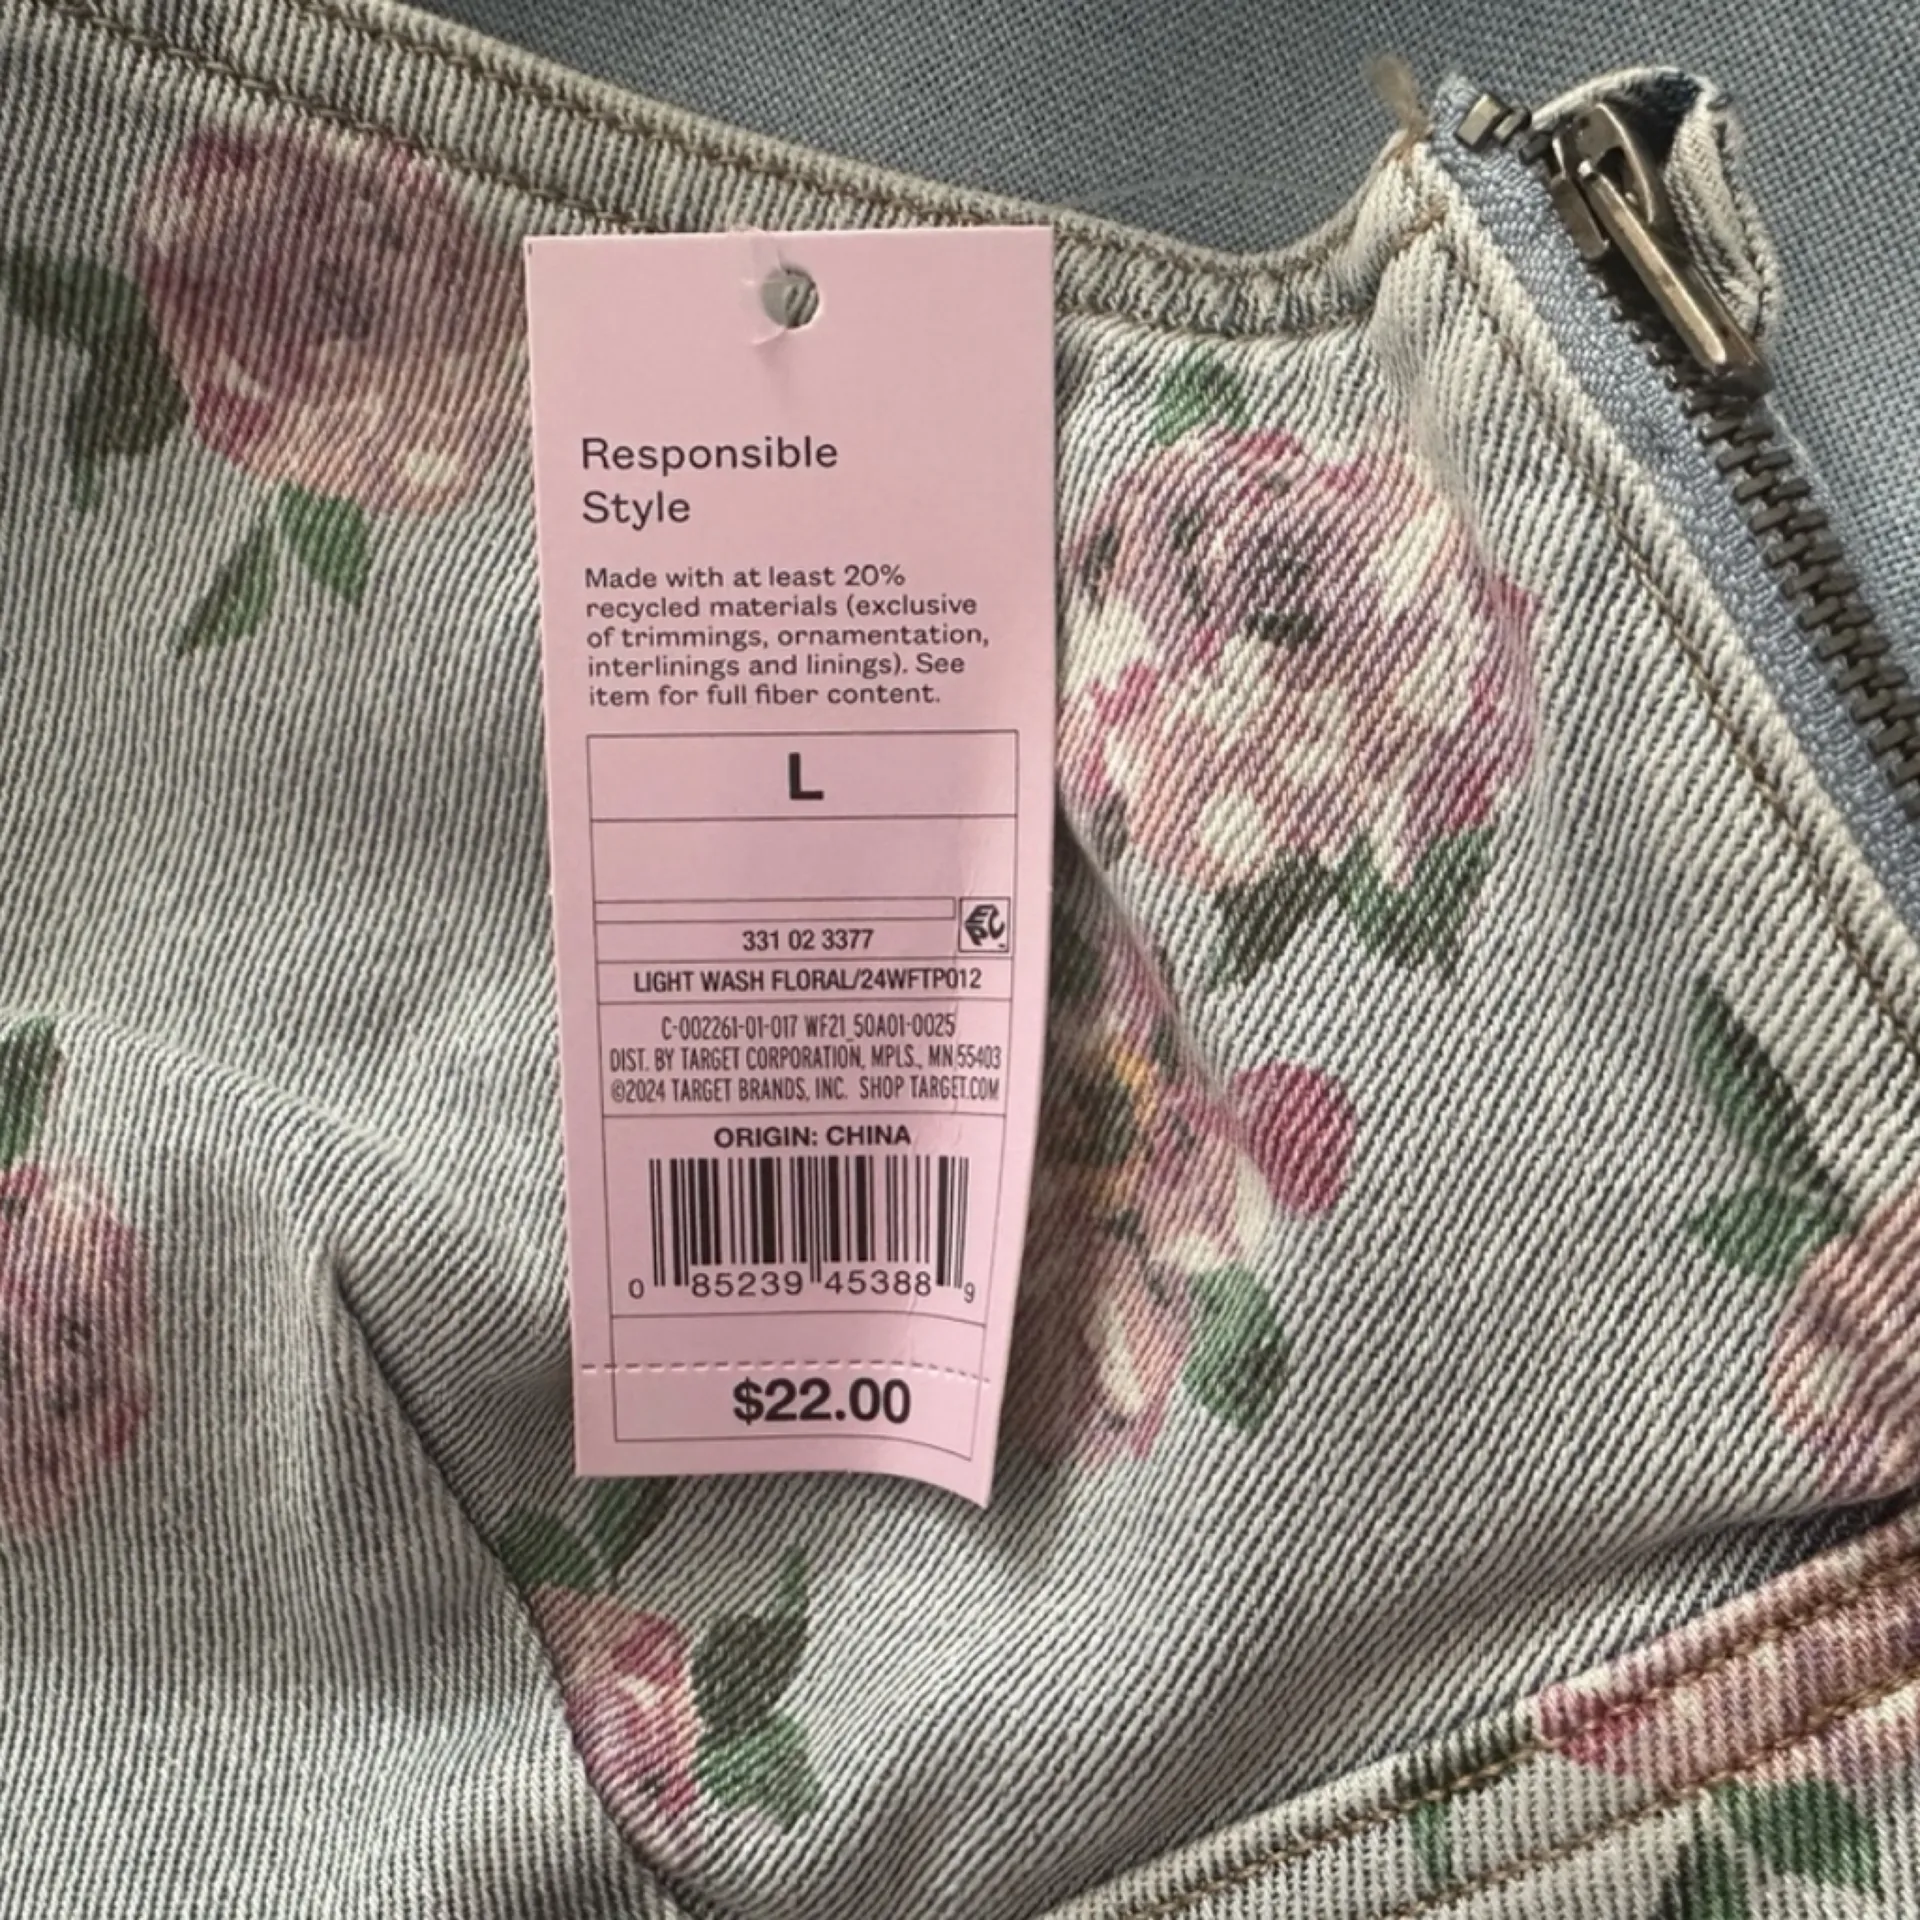 Responsible
Style
Made with at least 20%
recycled materials (exclusive
of trimmings, ornamentation,
interlinings and linings). See
item for full fiber content.
L
331 02 3377
LIGHT WASH FLORAL/24WFTP012
C-002261-01-017 WF21_50A01-0025
DIST. BY TARGET CORPORATION, MPLS., MN 55403
©2024 TARGET BRANDS, INC. SHOP TARGET.COM
ORIGIN: CHINA
0 85239 45388 9
$22.00